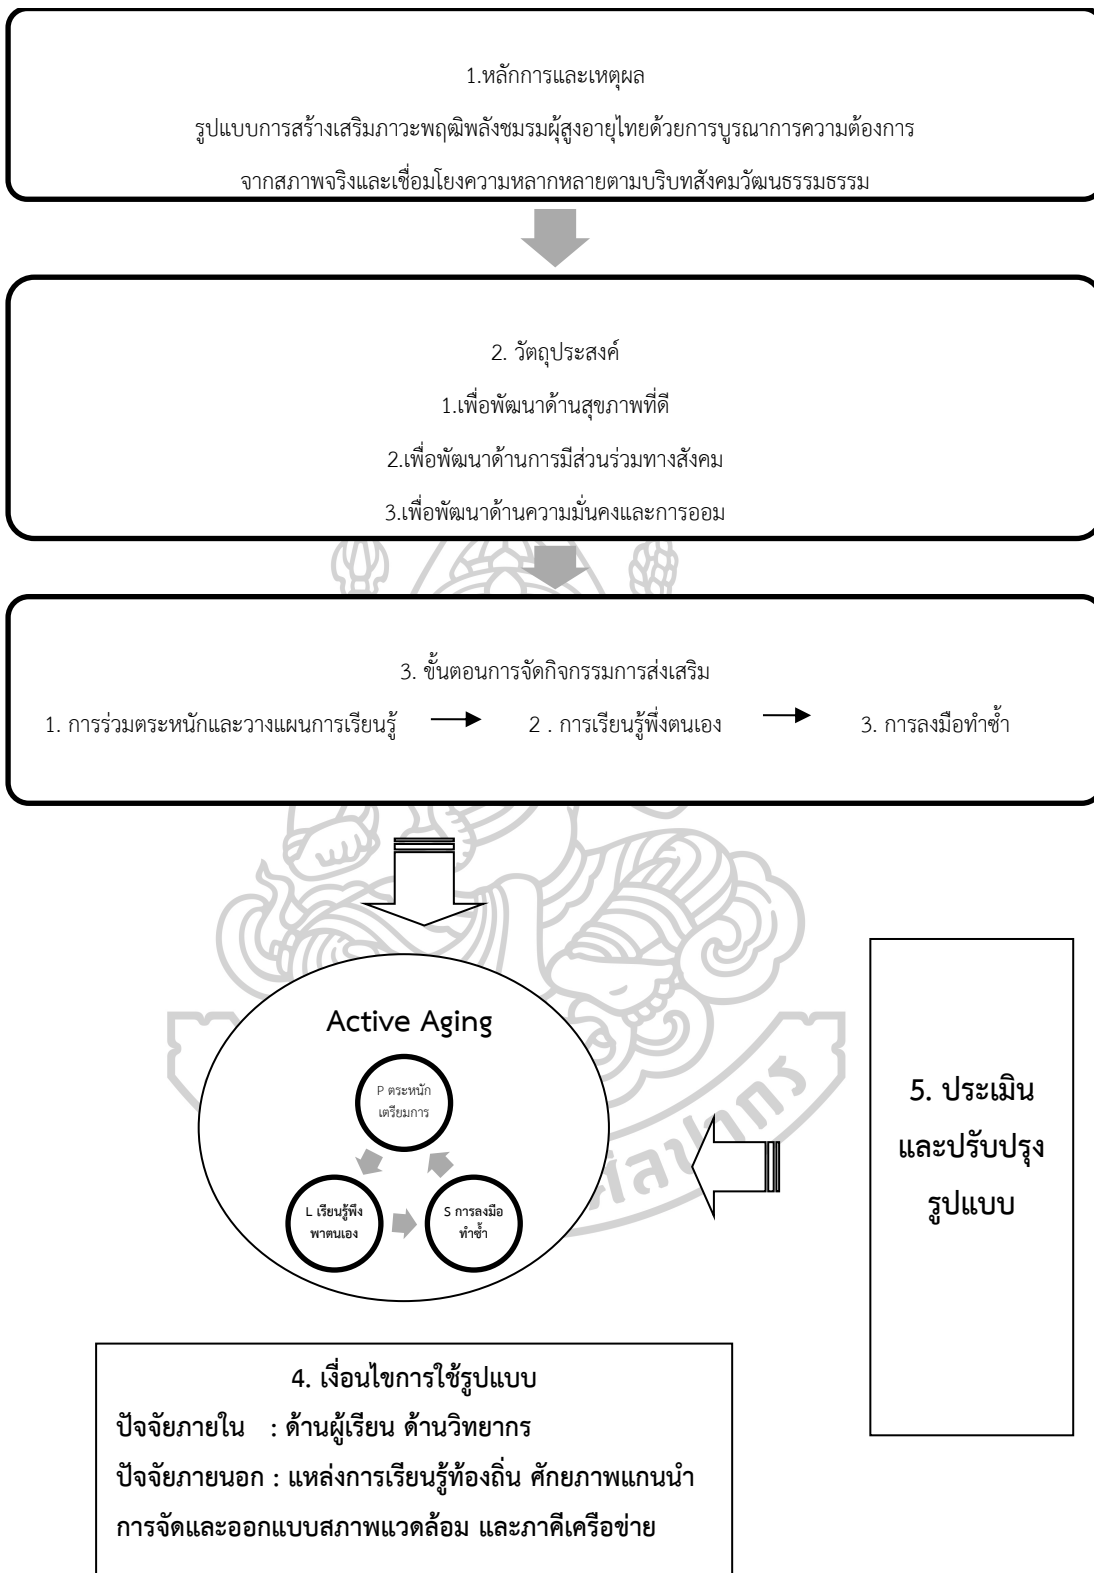 1.หลักการและเหตุผล
รูปแบบการสร้างเสริมภาวะพฤฒิพลังชมรมผุ้สูงอายุไทยด้วยการบูรณาการความต้องการ
จากสภาพจริงและเชื่อมโยงความหลากหลายตามบริบทสังคมวัฒนธรรมธรรม
2. วัตถุประสงค์
1.เพื่อพัฒนาด้านสุขภาพที่ดี
2.เพื่อพัฒนาด้านการมีส่วนร่วมทางสังคม
3.เพื่อพัฒนาด้านความมั่นคงและการออม
3. ขั้นตอนการจัดกิจกรรมการส่งเสริม
1. การร่วมตระหนักและวางแผนการเรียนรู้ 2 . การเรียนรู้พึ่งตนเอง 3. การลงมือทำซ้ำ
Active Aging
P ตระหนัก
เตรียมการ
L เรียนรู้พึ่ง
พาตนเอง
S การลงมือ
ทำซ้ำ
5. ประเมิน
และปรับปรุง
รูปแบบ
ศิลปากร
4. เงื่อนไขการใช้รูปแบบ
ปัจจัยภายใน : ด้านผู้เรียน ด้านวิทยากร
ปัจจัยภายนอก : แหล่งการเรียนรู้ท้องถิ่น ศักยภาพแกนนำ
การจัดและออกแบบสภาพแวดล้อม และภาคีเครือข่าย